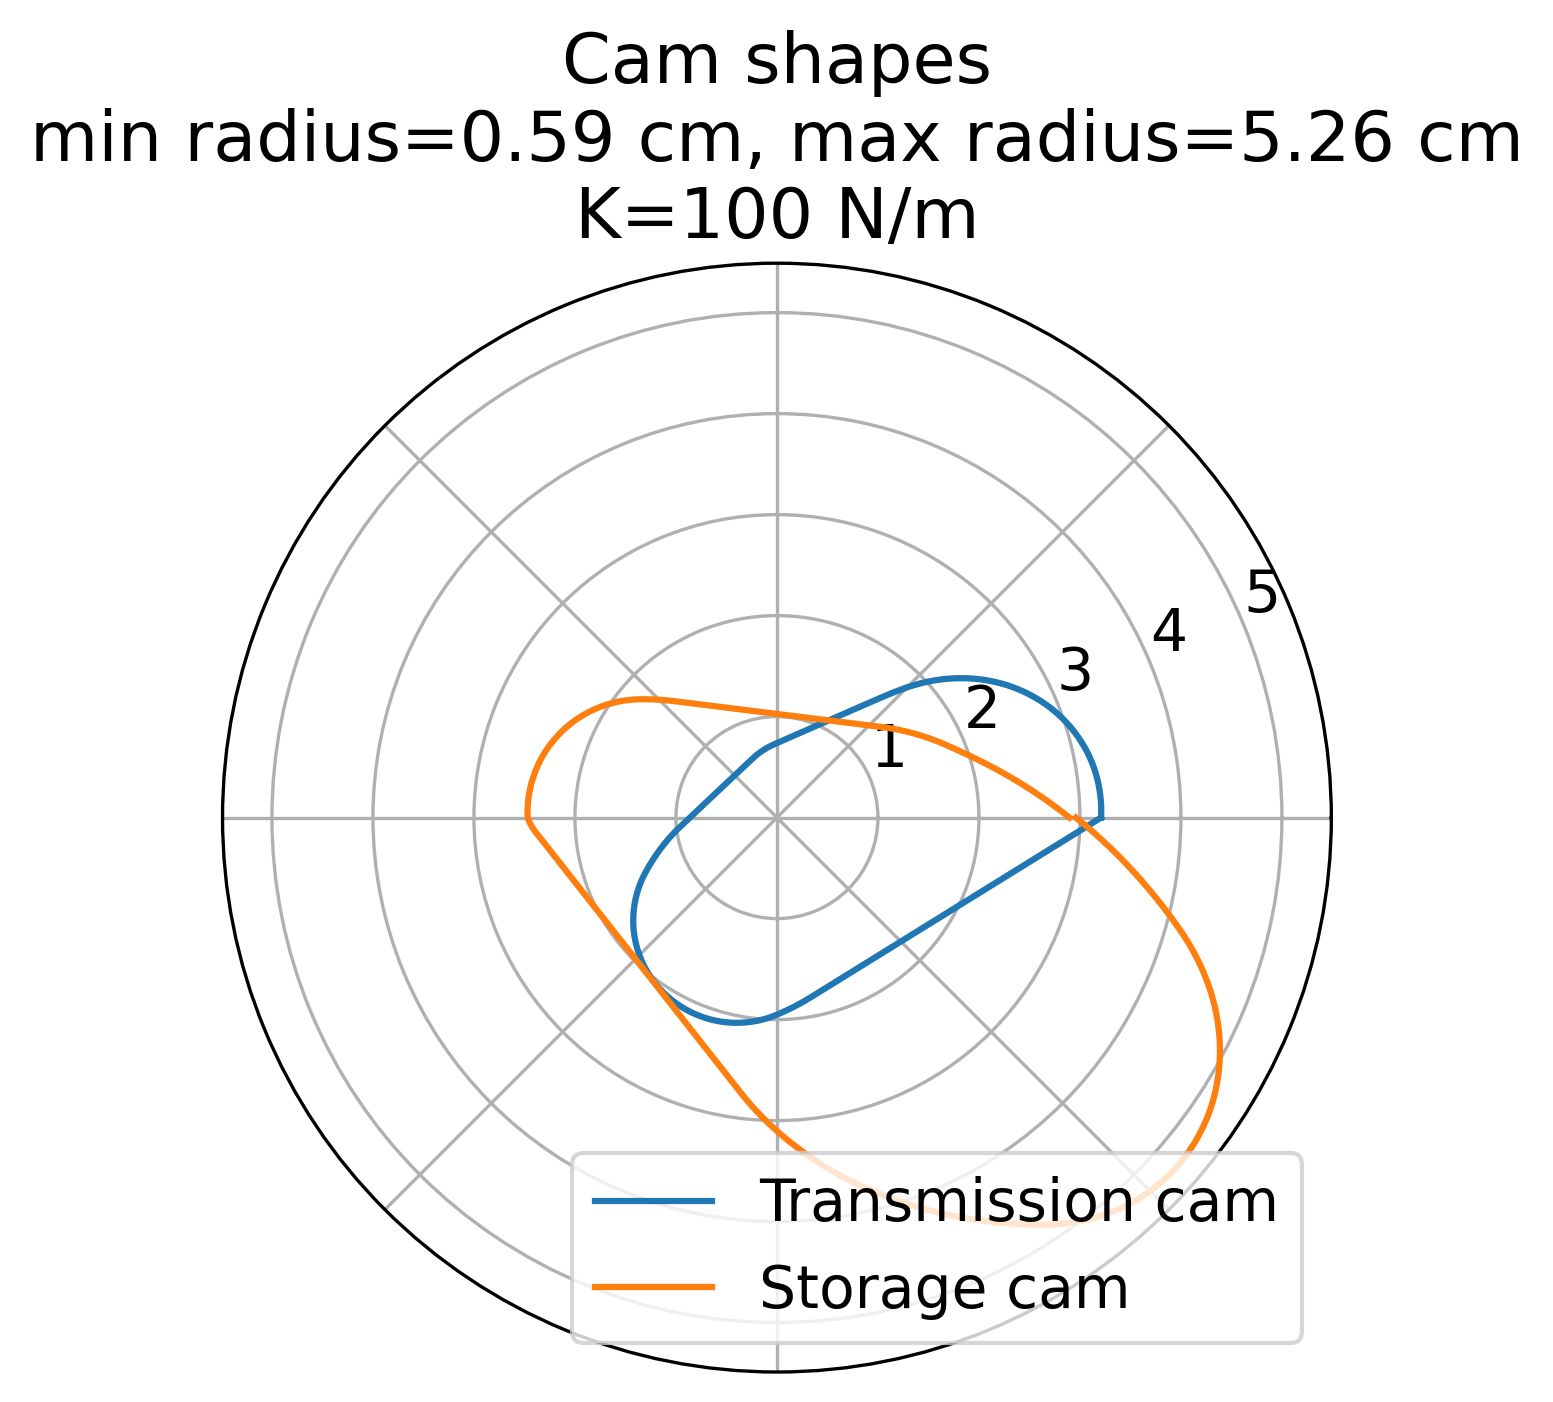 Cam shapes
min radius=0.59 cm, max radius=5.26 cm
K=100 N/m
5
4
3
2
1
Transmission cam
Storage cam